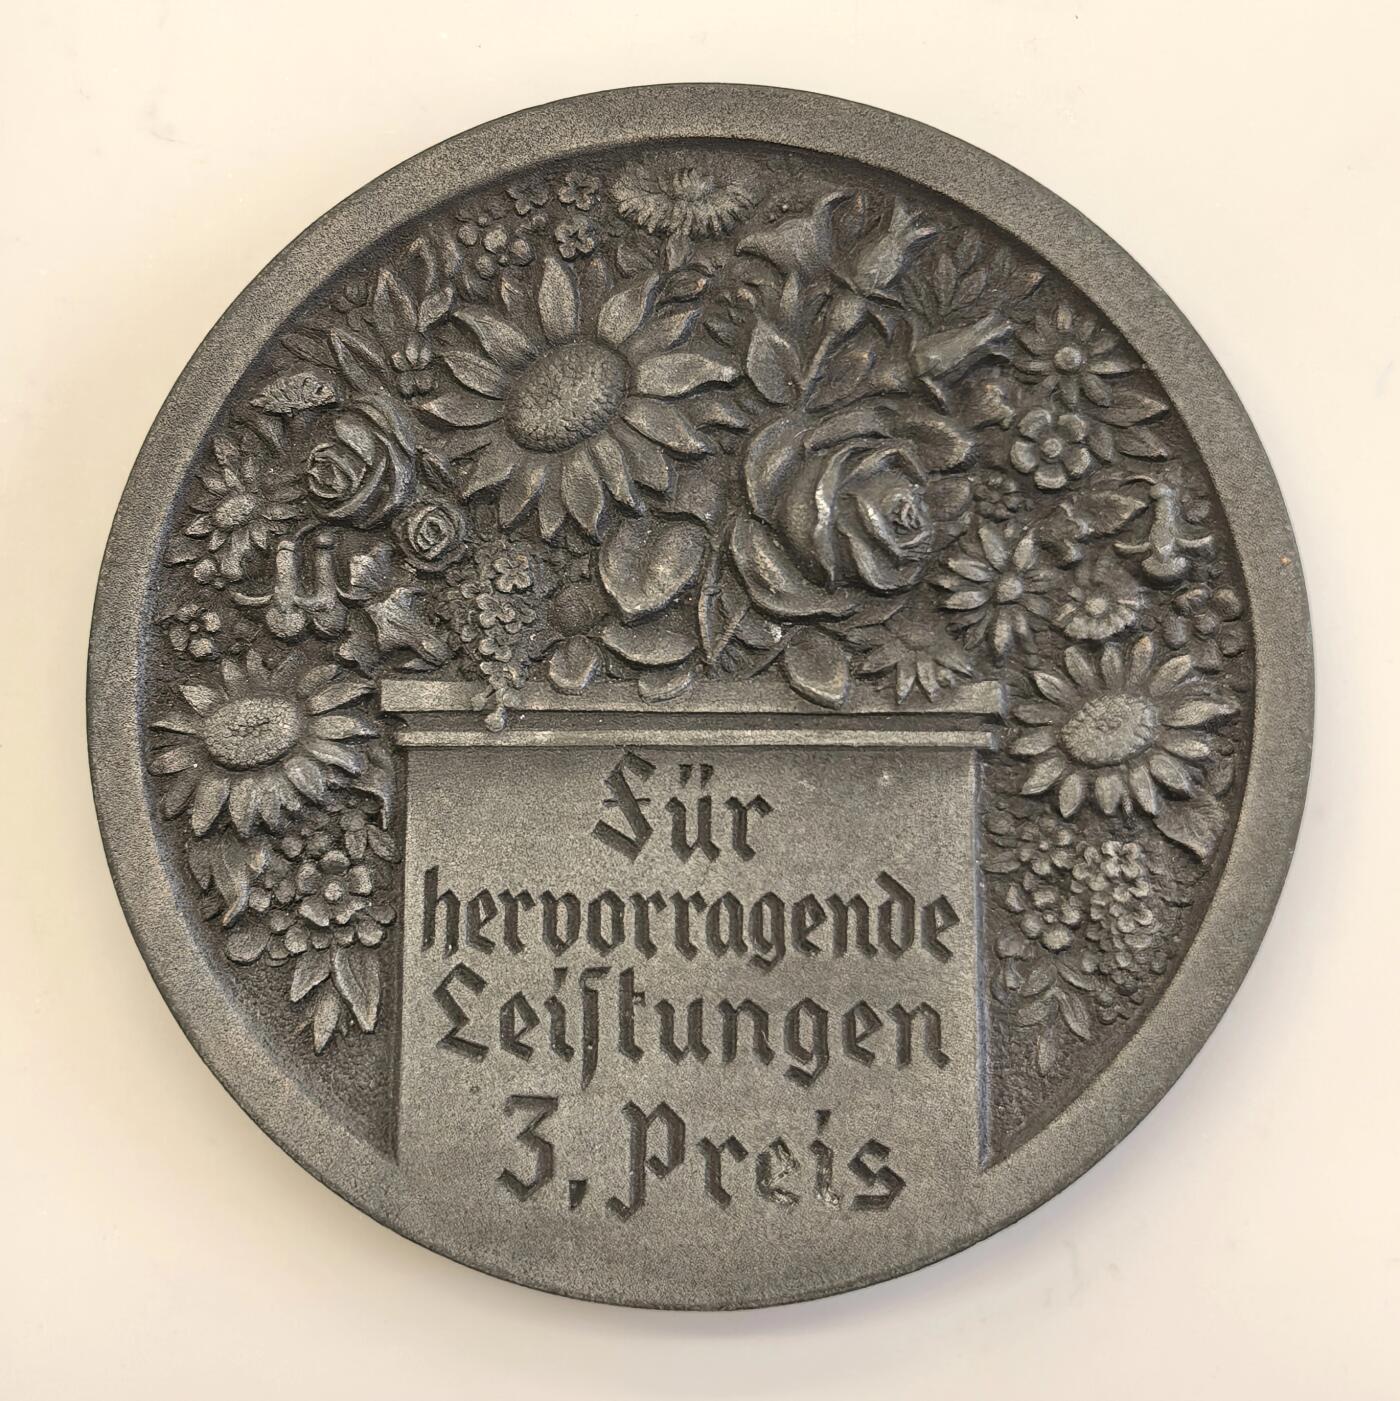 Für
hervorragende
Leiſtungen
3. Preis